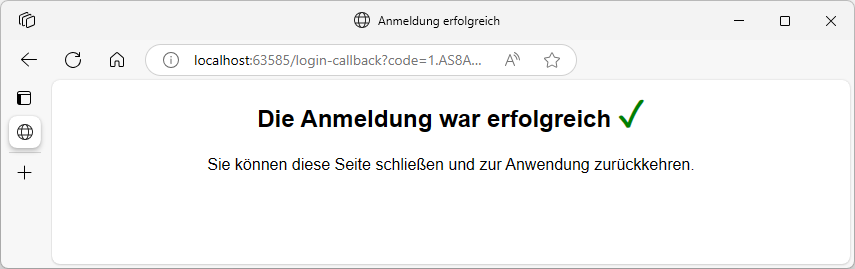 Anmeldung erfolgreich
localhost:63585/login-callback?code=1.AS8A...
Die Anmeldung war erfolgreich ✓
Sie können diese Seite schließen und zur Anwendung zurückkehren.